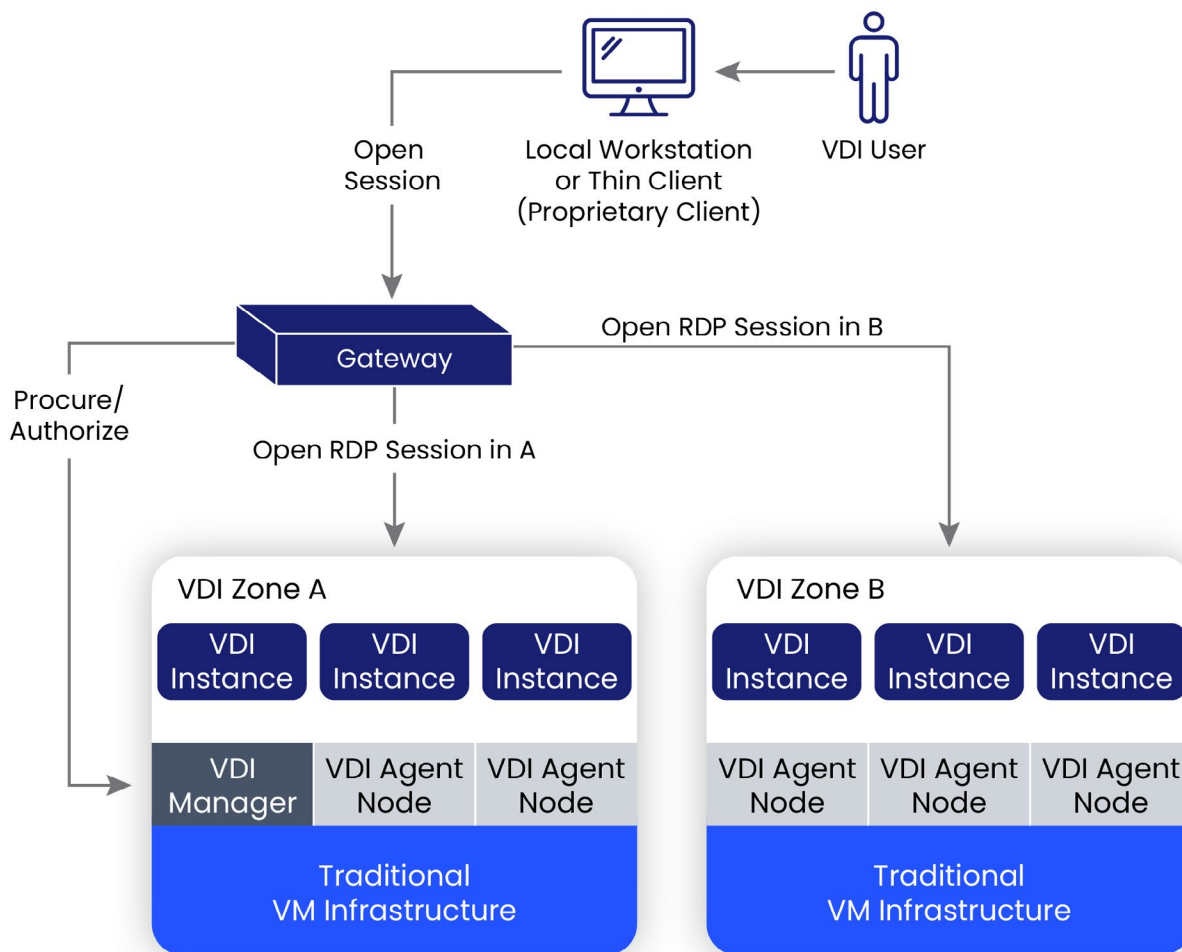 Open
Session
Local Workstation
or Thin Client
(Proprietary Client)
VDI User
Open RDP Session in B
Gateway
Procure/
Authorize
Open RDP Session in A
VDI Zone A
VDI
Instance
VDI
Instance
VDI
Instance
VDI
Manager
VDI Agent
Node
VDI Agent
Node
Traditional
VM Infrastructure
VDI Zone B
VDI
Instance
VDI
Instance
VDI
Instance
VDI Agent
Node
VDI Agent
Node
VDI Agent
Node
Traditional
VM Infrastructure